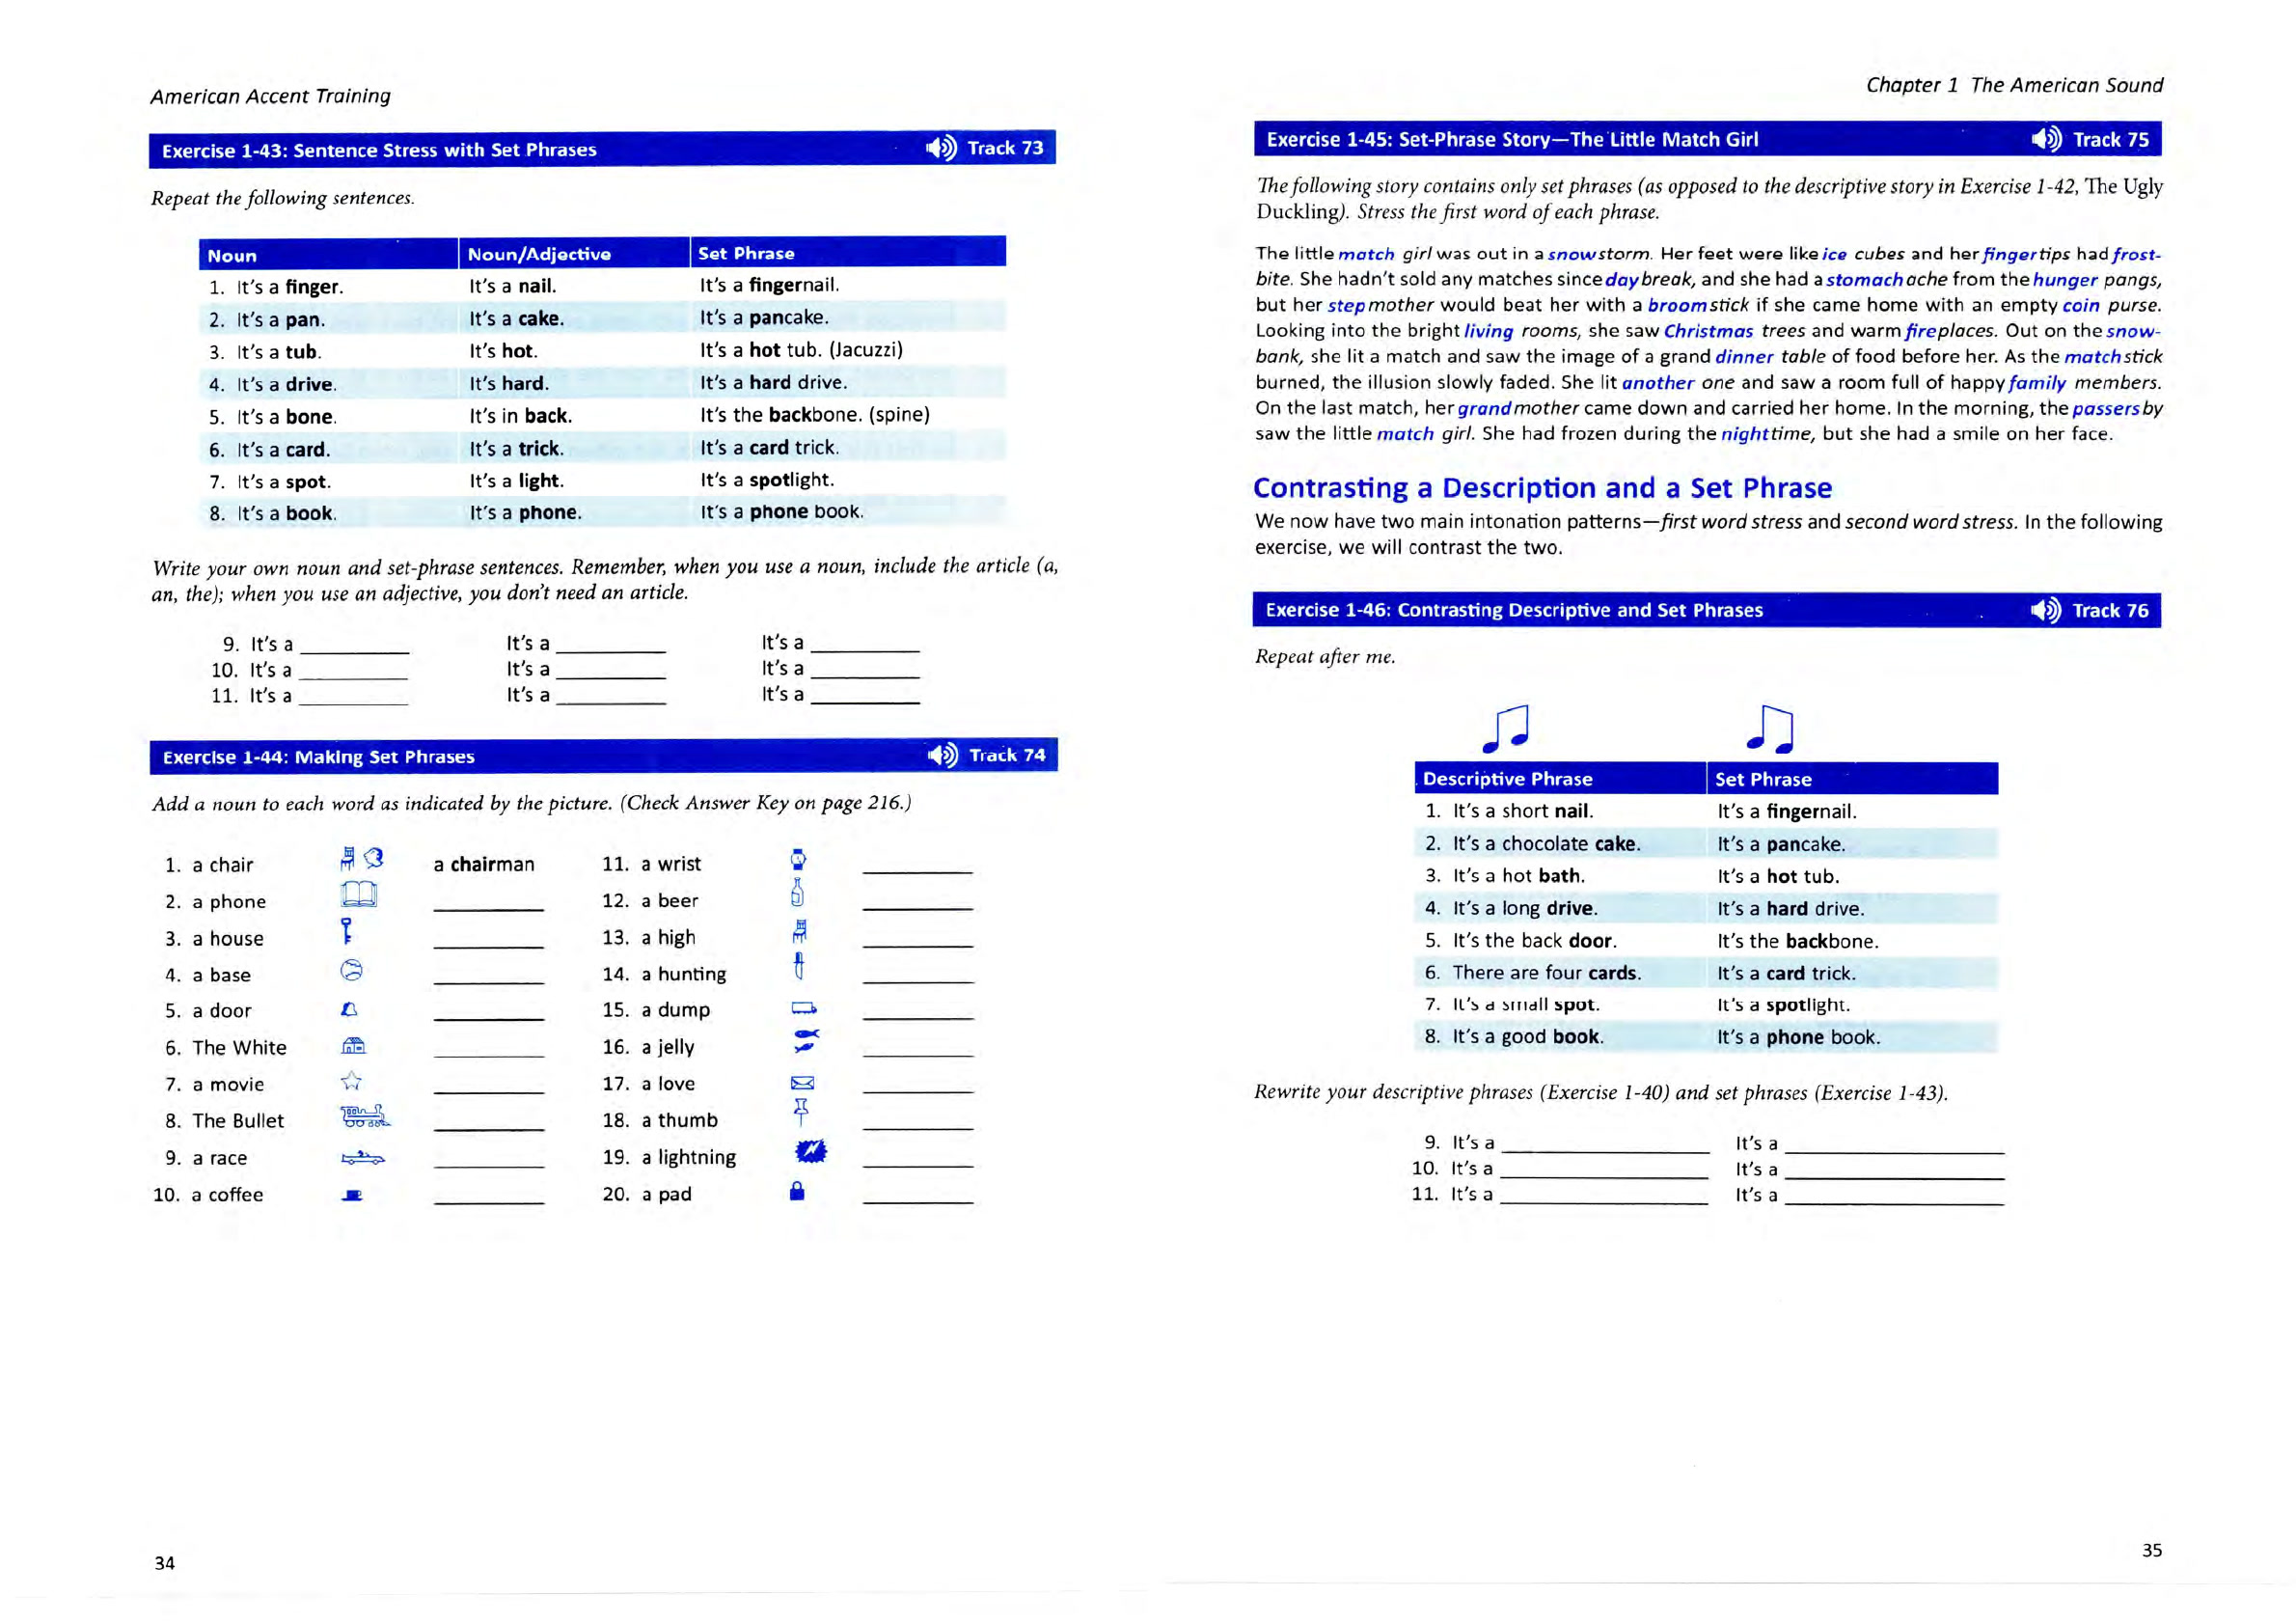 American Accent Training
Exercise 1-43: Sentence Stress with Set Phrases Track 73
Repeat the following sentences.
Noun Noun/Adjective Set Phrase
1. It's a finger. It's a nail. It's a fingernail.
2. It's a pan. It's a cake. It's a pancake.
3. It's a tub. It's hot. It's a hot tub. (Jacuzzi)
4. It's a drive. It's hard. It's a hard drive.
5. It's a bone. It's in back. It's the backbone. (spine)
6. It's a card. It's a trick. It's a card trick.
7. It's a spot. It's a light. It's a spotlight.
8. It's a book. It's a phone. It's a phone book.
Write your own noun and set-phrase sentences. Remember, when you use a noun, include the article (a,
an, the); when you use an adjective, you don't need an article.
9. It's a ________ It's a ________ It's a ________
10. It's a ________ It's a ________ It's a ________
11. It's a ________ It's a ________ It's a ________
Exercise 1-44: Making Set Phrases Track 74
Add a noun to each word as indicated by the picture. (Check Answer Key on page 216.)
1. a chair a chairman 11. a wrist ________
2. a phone ________ 12. a beer ________
3. a house ________ 13. a high ________
4. a base ________ 14. a hunting ________
5. a door ________ 15. a dump ________
6. The White ________ 16. a jelly ________
7. a movie ________ 17. a love ________
8. The Bullet ________ 18. a thumb ________
9. a race ________ 19. a lightning ________
10. a coffee ________ 20. a pad ________
34
Chapter 1 The American Sound
Exercise 1-45: Set-Phrase Story—The Little Match Girl Track 75
The following story contains only set phrases (as opposed to the descriptive story in Exercise 1-42, The Ugly
Duckling). Stress the first word of each phrase.
The little match girl was out in a snowstorm. Her feet were like ice cubes and her fingertips had frost-
bite. She hadn't sold any matches since daybreak, and she had a stomach ache from the hunger pangs,
but her stepmother would beat her with a broomstick if she came home with an empty coin purse.
Looking into the bright living rooms, she saw Christmas trees and warm fireplaces. Out on the snow-
bank, she lit a match and saw the image of a grand dinner table of food before her. As the matchstick
burned, the illusion slowly faded. She lit another one and saw a room full of happy family members.
On the last match, her grandmother came down and carried her home. In the morning, the passersby
saw the little match girl. She had frozen during the nighttime, but she had a smile on her face.
Contrasting a Description and a Set Phrase
We now have two main intonation patterns—first word stress and second word stress. In the following
exercise, we will contrast the two.
Exercise 1-46: Contrasting Descriptive and Set Phrases Track 76
Repeat after me.
Descriptive Phrase Set Phrase
1. It's a short nail. It's a fingernail.
2. It's a chocolate cake. It's a pancake.
3. It's a hot bath. It's a hot tub.
4. It's a long drive. It's a hard drive.
5. It's the back door. It's the backbone.
6. There are four cards. It's a card trick.
7. It's a small spot. It's a spotlight.
8. It's a good book. It's a phone book.
Rewrite your descriptive phrases (Exercise 1-40) and set phrases (Exercise 1-43).
9. It's a ________ It's a ________
10. It's a ________ It's a ________
11. It's a ________ It's a ________
35